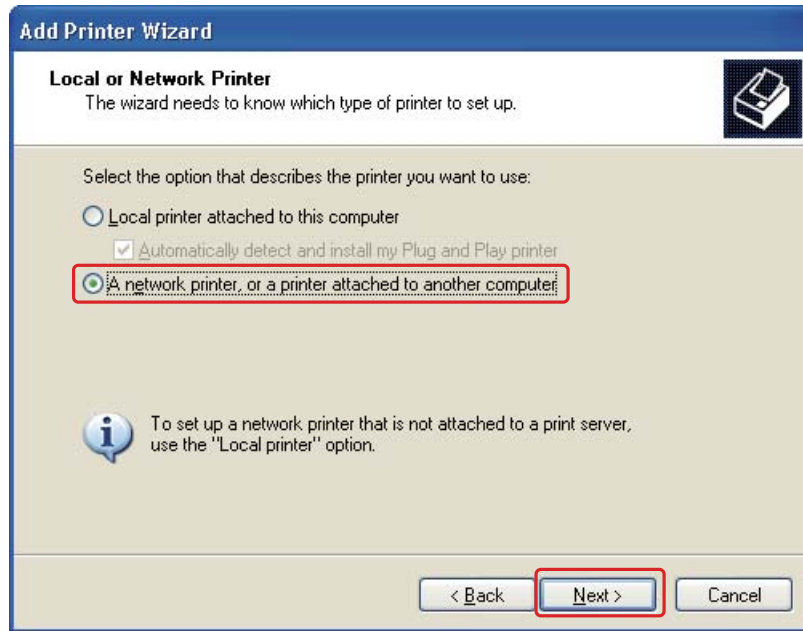 Add Printer Wizard
Local or Network Printer
The wizard needs to know which type of printer to set up.
Select the option that describes the printer you want to use:
Local printer attached to this computer
Automatically detect and install my Plug and Play printer
A network printer, or a printer attached to another computer
To set up a network printer that is not attached to a print server,
use the "Local printer" option.
< Back Next > Cancel